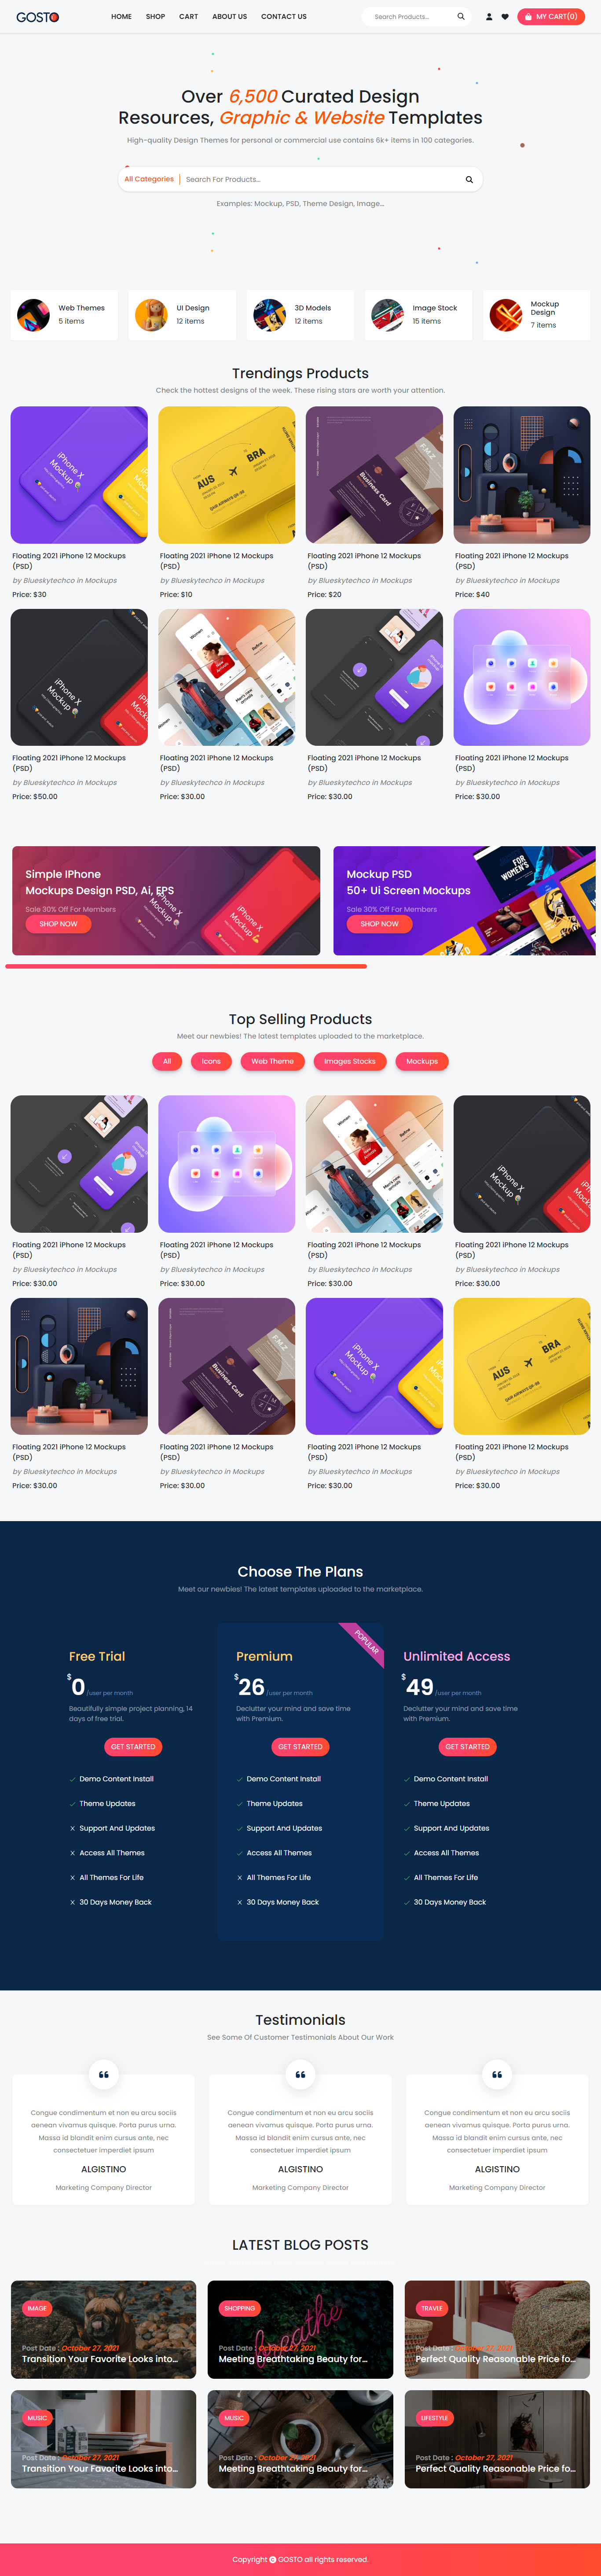 GOSTO
HOME SHOP CART ABOUT US CONTACT US
Search Products...
MY CART(0)
Over 6,500 Curated Design
Resources, Graphic & Website Templates
High-quality Design Themes for personal or commercial use contains 6k+ items in 100 categories.
All Categories
Search For Products...
Examples: Mockup, PSD, Theme Design, Image...
Web Themes
5 items
UI Design
12 items
3D Models
12 items
Image Stock
15 items
Mockup
Design
7 items
Trendings Products
Check the hottest designs of the week. These rising stars are worth your attention.
iPhone X
Mockup
AUS
BRA
Business Card
Floating 2021 iPhone 12 Mockups
(PSD)
by Blueskytechco in Mockups
Price: $30
Floating 2021 iPhone 12 Mockups
(PSD)
by Blueskytechco in Mockups
Price: $10
Floating 2021 iPhone 12 Mockups
(PSD)
by Blueskytechco in Mockups
Price: $20
Floating 2021 iPhone 12 Mockups
(PSD)
by Blueskytechco in Mockups
Price: $40
iPhone X
Mockup
Floating 2021 iPhone 12 Mockups
(PSD)
by Blueskytechco in Mockups
Price: $50.00
Floating 2021 iPhone 12 Mockups
(PSD)
by Blueskytechco in Mockups
Price: $30.00
Floating 2021 iPhone 12 Mockups
(PSD)
by Blueskytechco in Mockups
Price: $30.00
Floating 2021 iPhone 12 Mockups
(PSD)
by Blueskytechco in Mockups
Price: $30.00
Simple IPhone
Mockups Design PSD, Ai, EPS
Sale 30% Off For Members
SHOP NOW
iPhone X
Mockup
iPhone X
Mockup
Mockup PSD
50+ Ui Screen Mockups
Sale 30% Off For Members
SHOP NOW
FOR
WOMEN'S
Top Selling Products
Meet our newbies! The latest templates uploaded to the marketplace.
All
Icons
Web Theme
Images Stocks
Mockups
iPhone X
Mockup
Floating 2021 iPhone 12 Mockups
(PSD)
by Blueskytechco in Mockups
Price: $30.00
Floating 2021 iPhone 12 Mockups
(PSD)
by Blueskytechco in Mockups
Price: $30.00
Floating 2021 iPhone 12 Mockups
(PSD)
by Blueskytechco in Mockups
Price: $30.00
Floating 2021 iPhone 12 Mockups
(PSD)
by Blueskytechco in Mockups
Price: $30.00
Business Card
iPhone X
Mockup
AUS
BRA
Floating 2021 iPhone 12 Mockups
(PSD)
by Blueskytechco in Mockups
Price: $30.00
Floating 2021 iPhone 12 Mockups
(PSD)
by Blueskytechco in Mockups
Price: $30.00
Floating 2021 iPhone 12 Mockups
(PSD)
by Blueskytechco in Mockups
Price: $30.00
Floating 2021 iPhone 12 Mockups
(PSD)
by Blueskytechco in Mockups
Price: $30.00
Choose The Plans
Meet our newbies! The latest templates uploaded to the marketplace.
Free Trial
$0 /user per month
Beautifully simple project planning, 14
days of free trial.
GET STARTED
Demo Content Install
Theme Updates
Support And Updates
Access All Themes
All Themes For Life
30 Days Money Back
POPULAR
Premium
$26 /user per month
Declutter your mind and save time
with Premium.
GET STARTED
Demo Content Install
Theme Updates
Support And Updates
Access All Themes
All Themes For Life
30 Days Money Back
Unlimited Access
$49 /user per month
Declutter your mind and save time
with Premium.
GET STARTED
Demo Content Install
Theme Updates
Support And Updates
Access All Themes
All Themes For Life
30 Days Money Back
Testimonials
See Some Of Customer Testimonials About Our Work
Congue condimentum et non eu arcu sociis
aenean vivamus quisque. Porta purus urna.
Massa id blandit enim cursus ante, nec
consectetuer imperdiet ipsum
ALGISTINO
Marketing Company Director
Congue condimentum et non eu arcu sociis
aenean vivamus quisque. Porta purus urna.
Massa id blandit enim cursus ante, nec
consectetuer imperdiet ipsum
ALGISTINO
Marketing Company Director
Congue condimentum et non eu arcu sociis
aenean vivamus quisque. Porta purus urna.
Massa id blandit enim cursus ante, nec
consectetuer imperdiet ipsum
ALGISTINO
Marketing Company Director
LATEST BLOG POSTS
IMAGE
Post Date : October 27, 2021
Transition Your Favorite Looks into...
SHOPPING
breathe
Post Date : October 27, 2021
Meeting Breathtaking Beauty for...
TRAVLE
Post Date : October 27, 2021
Perfect Quality Reasonable Price fo...
MUSIC
Post Date : October 27, 2021
Transition Your Favorite Looks into...
MUSIC
Post Date : October 27, 2021
Meeting Breathtaking Beauty for...
LIFESTYLE
Post Date : October 27, 2021
Perfect Quality Reasonable Price fo...
Copyright © GOSTO all rights reserved.